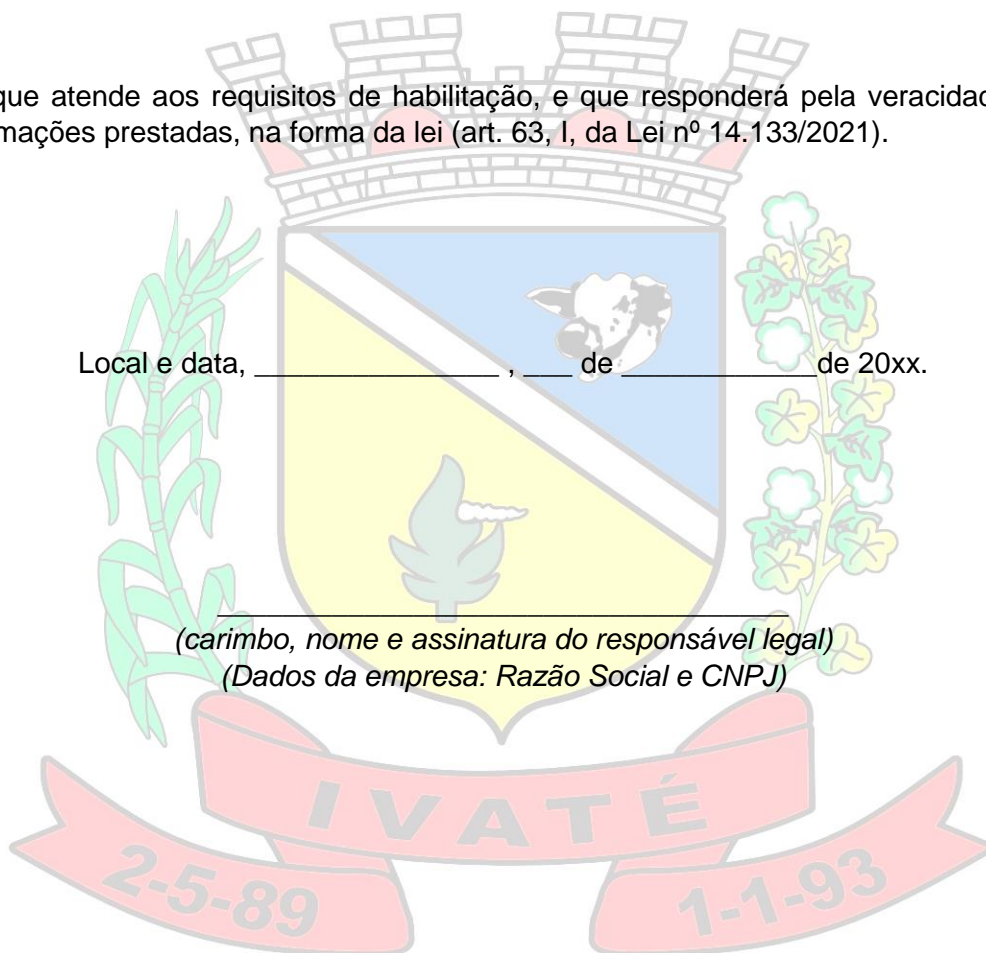 que atende aos requisitos de habilitação, e que responderá pela veracidad
mações prestadas, na forma da lei (art. 63, I, da Lei nº 14.133/2021).
Local e data, _______________ , ___ de ____________de 20xx.
___________________________________
(carimbo, nome e assinatura do responsável legal)
(Dados da empresa: Razão Social e CNPJ)
IVATÉ
2-5-89 1-1-93